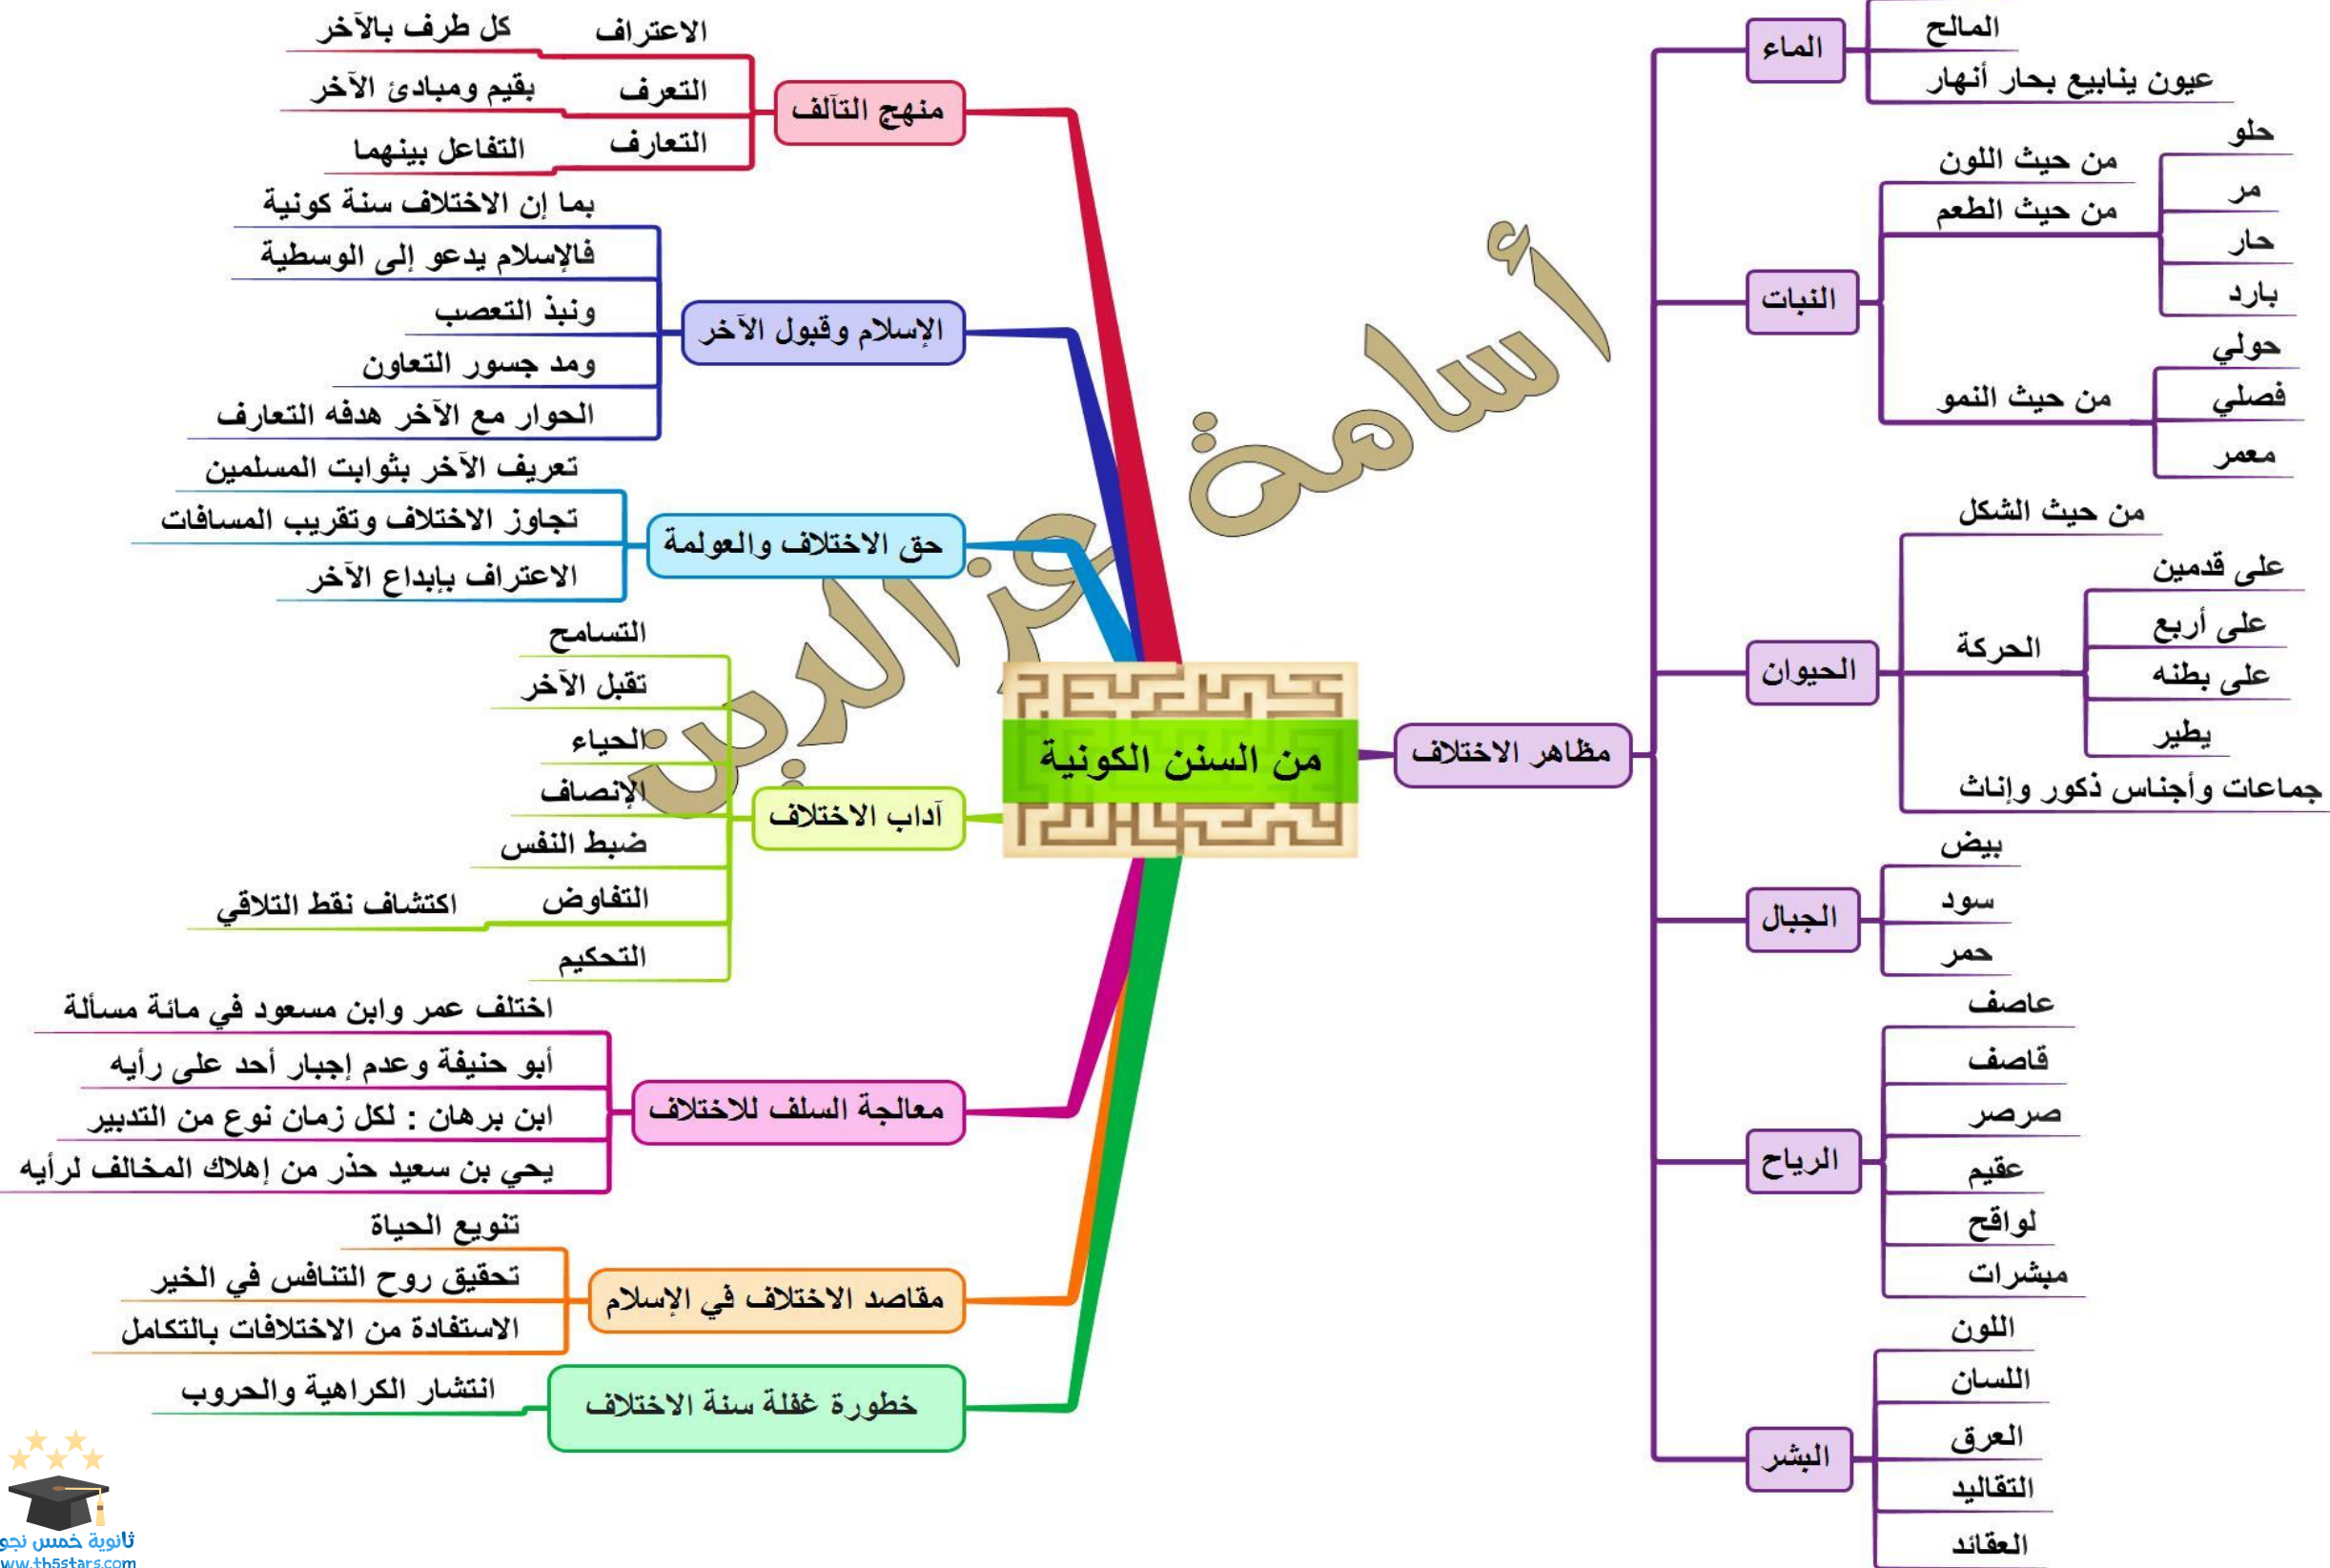 من السنن الكونية
مظاهر الاختلاف
الماء
المالح
عيون ينابيع بحار أنهار
النبات
من حيث اللون
من حيث الطعم
حلو
مر
حار
بارد
من حيث النمو
حولي
فصلي
معمر
الحيوان
من حيث الشكل
الحركة
على قدمين
على أربع
على بطنه
يطير
جماعات وأجناس ذكور وإناث
الجبال
بيض
سود
حمر
الرياح
عاصف
قاصف
صرصر
عقيم
لواقح
مبشرات
البشر
اللون
اللسان
العرق
التقاليد
العقائد
منهج التآلف
الاعتراف
كل طرف بالآخر
التعرف
بقيم ومبادئ الآخر
التعارف
التفاعل بينهما
الإسلام وقبول الآخر
بما إن الاختلاف سنة كونية
فالإسلام يدعو إلى الوسطية
ونبذ التعصب
ومد جسور التعاون
الحوار مع الآخر هدفه التعارف
حق الاختلاف والعولمة
تعريف الآخر بثوابت المسلمين
تجاوز الاختلاف وتقريب المسافات
الاعتراف بإبداع الآخر
آداب الاختلاف
التسامح
تقبل الآخر
الحياء
الإنصاف
ضبط النفس
التفاوض
اكتشاف نقط التلاقي
التحكيم
معالجة السلف للاختلاف
اختلف عمر وابن مسعود في مائة مسألة
أبو حنيفة وعدم إجبار أحد على رأيه
ابن برهان : لكل زمان نوع من التدبير
يحي بن سعيد حذر من إهلاك المخالف لرأيه
مقاصد الاختلاف في الإسلام
تنويع الحياة
تحقيق روح التنافس في الخير
الاستفادة من الاختلافات بالتكامل
خطورة غفلة سنة الاختلاف
انتشار الكراهية والحروب
أسامة عز الدين
ثانوية خمس نجو
ww.th5stars.com